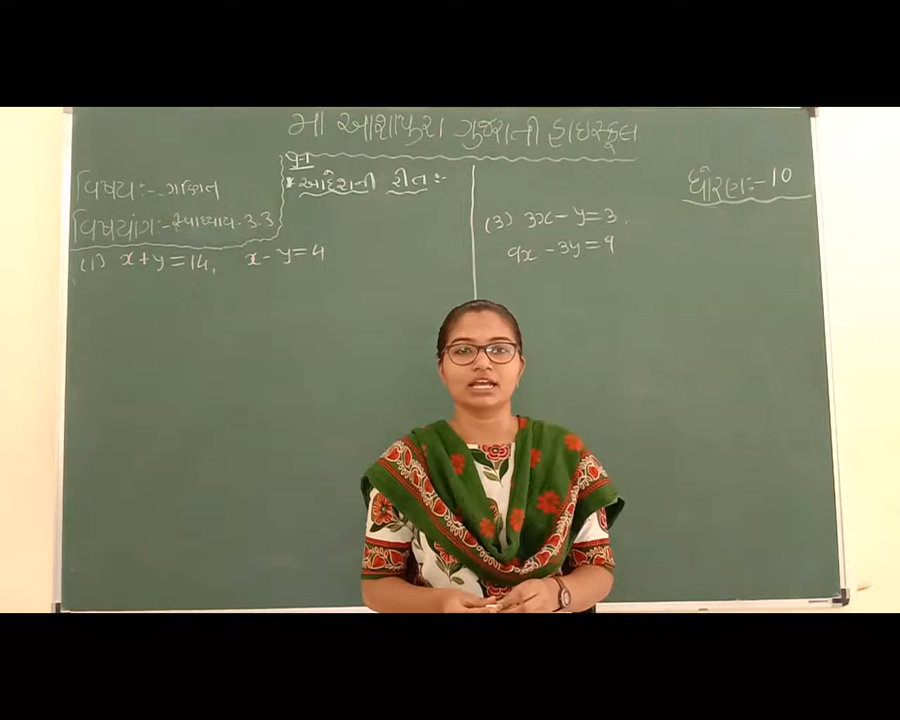 માઁ આશાપુરા ગુજરાતી હાઇસ્કૂલ
વિષય:- ગણિત
વિષયાંગ:- સ્વાધ્યાય-3.3
ધોરણ:-10
પ્ર-1
* આદેશની રીત:-
(1) x+y=14, x-y=4
(3) 3x-y=3
9x-3y=9